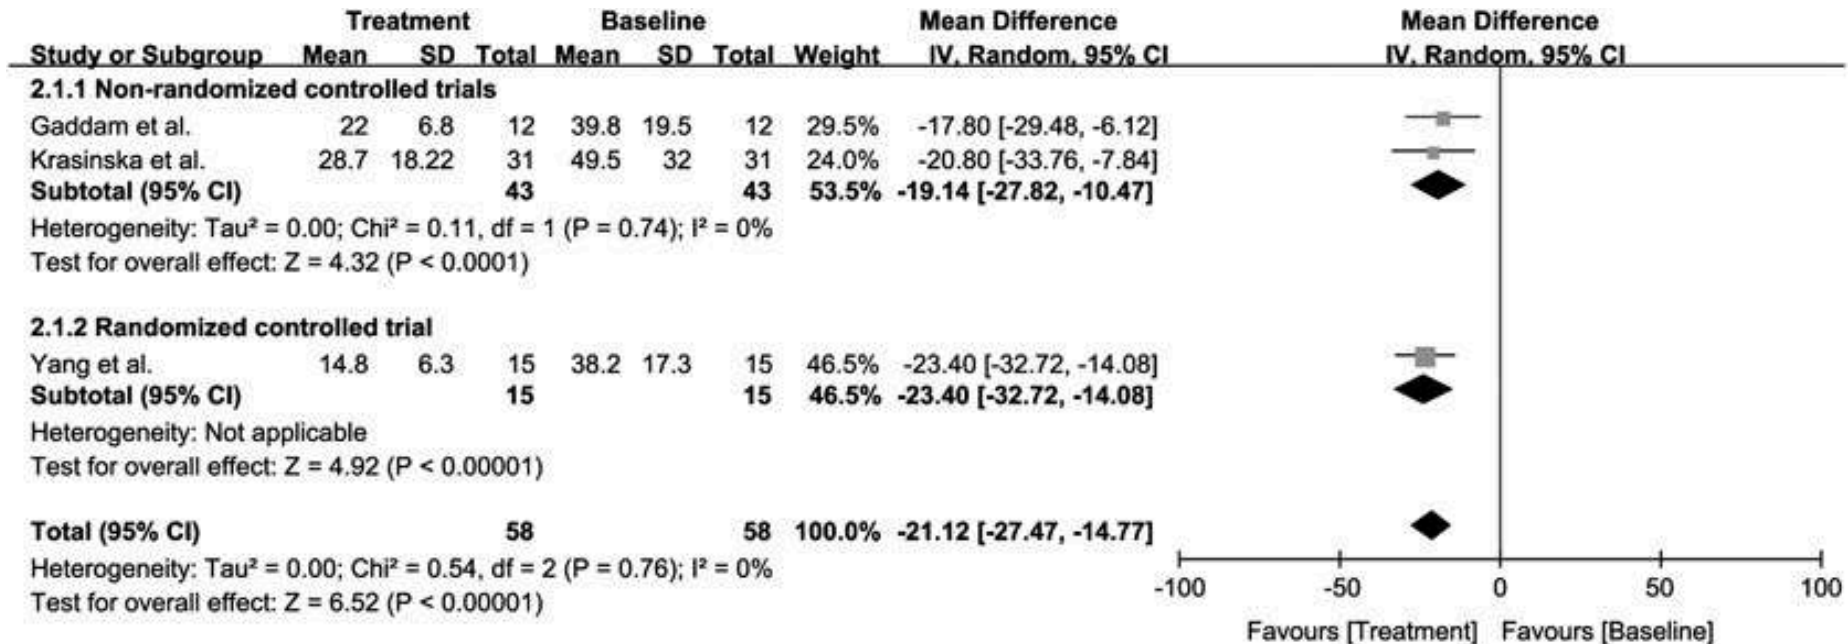 Treatment Baseline Mean Difference Mean Difference
Study or Subgroup Mean SD Total Mean SD Total Weight IV, Random, 95% CI IV, Random, 95% CI
2.1.1 Non-randomized controlled trials
Gaddam et al. 22 6.8 12 39.8 19.5 12 29.5% -17.80 [-29.48, -6.12]
Krasinska et al. 28.7 18.22 31 49.5 32 31 24.0% -20.80 [-33.76, -7.84]
Subtotal (95% CI) 43 43 53.5% -19.14 [-27.82, -10.47]
Heterogeneity: Tau² = 0.00; Chi² = 0.11, df = 1 (P = 0.74); I² = 0%
Test for overall effect: Z = 4.32 (P < 0.0001)
2.1.2 Randomized controlled trial
Yang et al. 14.8 6.3 15 38.2 17.3 15 46.5% -23.40 [-32.72, -14.08]
Subtotal (95% CI) 15 15 46.5% -23.40 [-32.72, -14.08]
Heterogeneity: Not applicable
Test for overall effect: Z = 4.92 (P < 0.00001)
Total (95% CI) 58 58 100.0% -21.12 [-27.47, -14.77]
Heterogeneity: Tau² = 0.00; Chi² = 0.54, df = 2 (P = 0.76); I² = 0%
Test for overall effect: Z = 6.52 (P < 0.00001)
-100 -50 0 50 100
Favours [Treatment] Favours [Baseline]